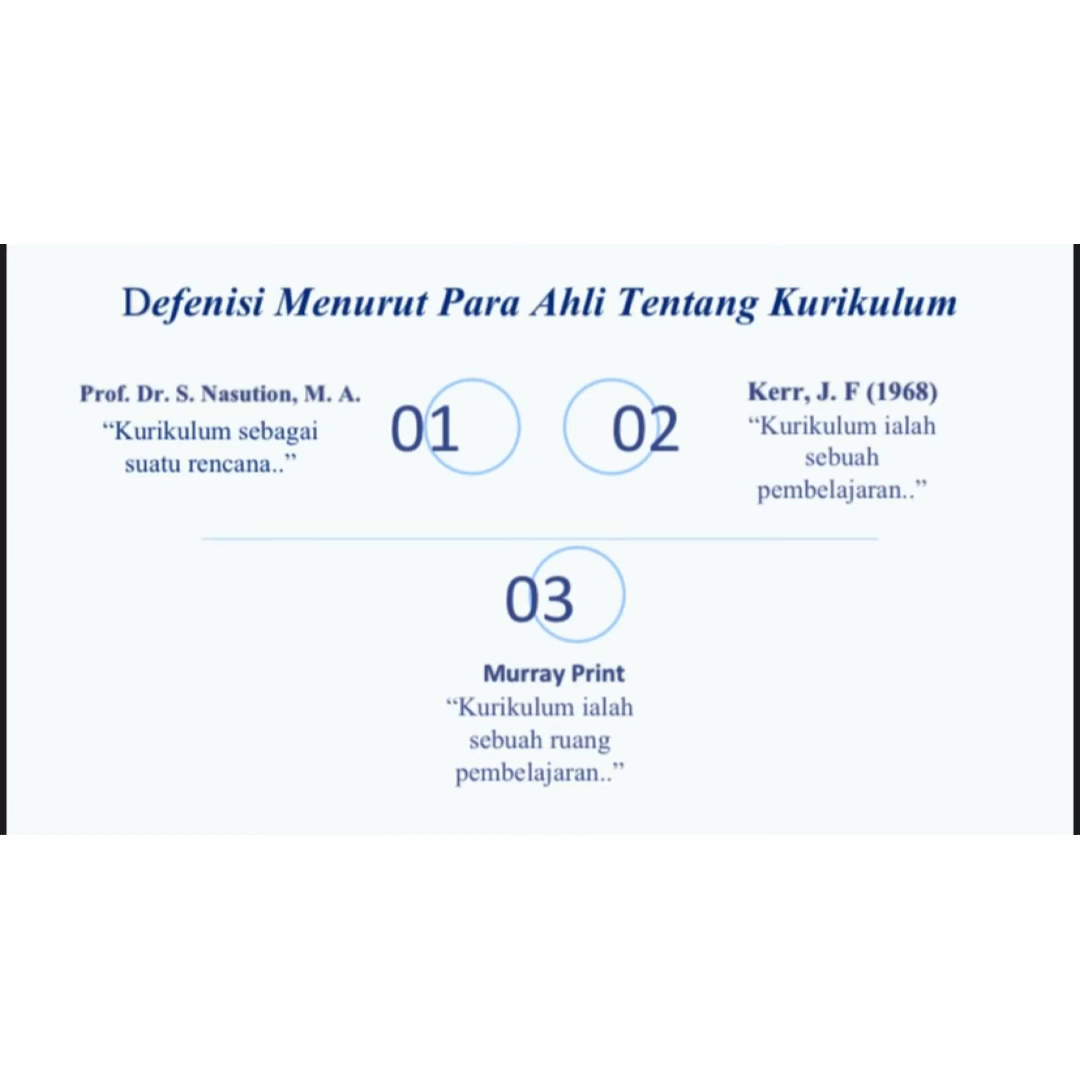 Defenisi Menurut Para Ahli Tentang Kurikulum
Prof. Dr. S. Nasution, M. A.
“Kurikulum sebagai
suatu rencana..”
01
02
Kerr, J. F (1968)
“Kurikulum ialah
sebuah
pembelajaran..”
03
Murray Print
“Kurikulum ialah
sebuah ruang
pembelajaran..”